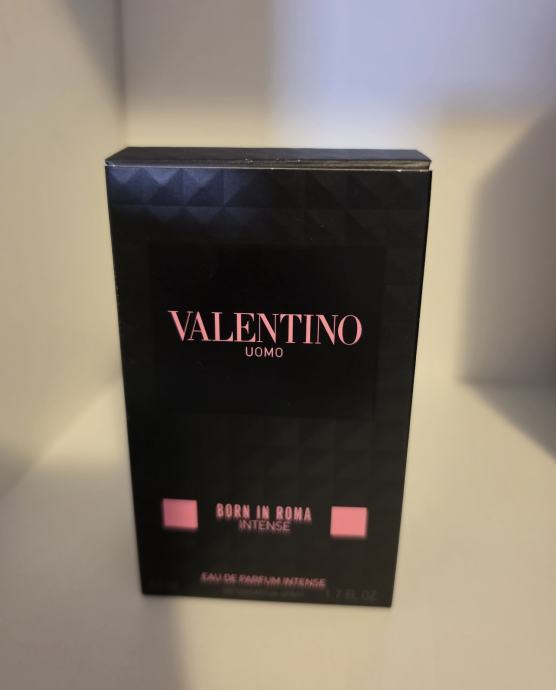 VALENTINO
UOMO
BORN IN ROMA
INTENSE
EAU DE PARFUM INTENSE
1.7 FL.OZ.